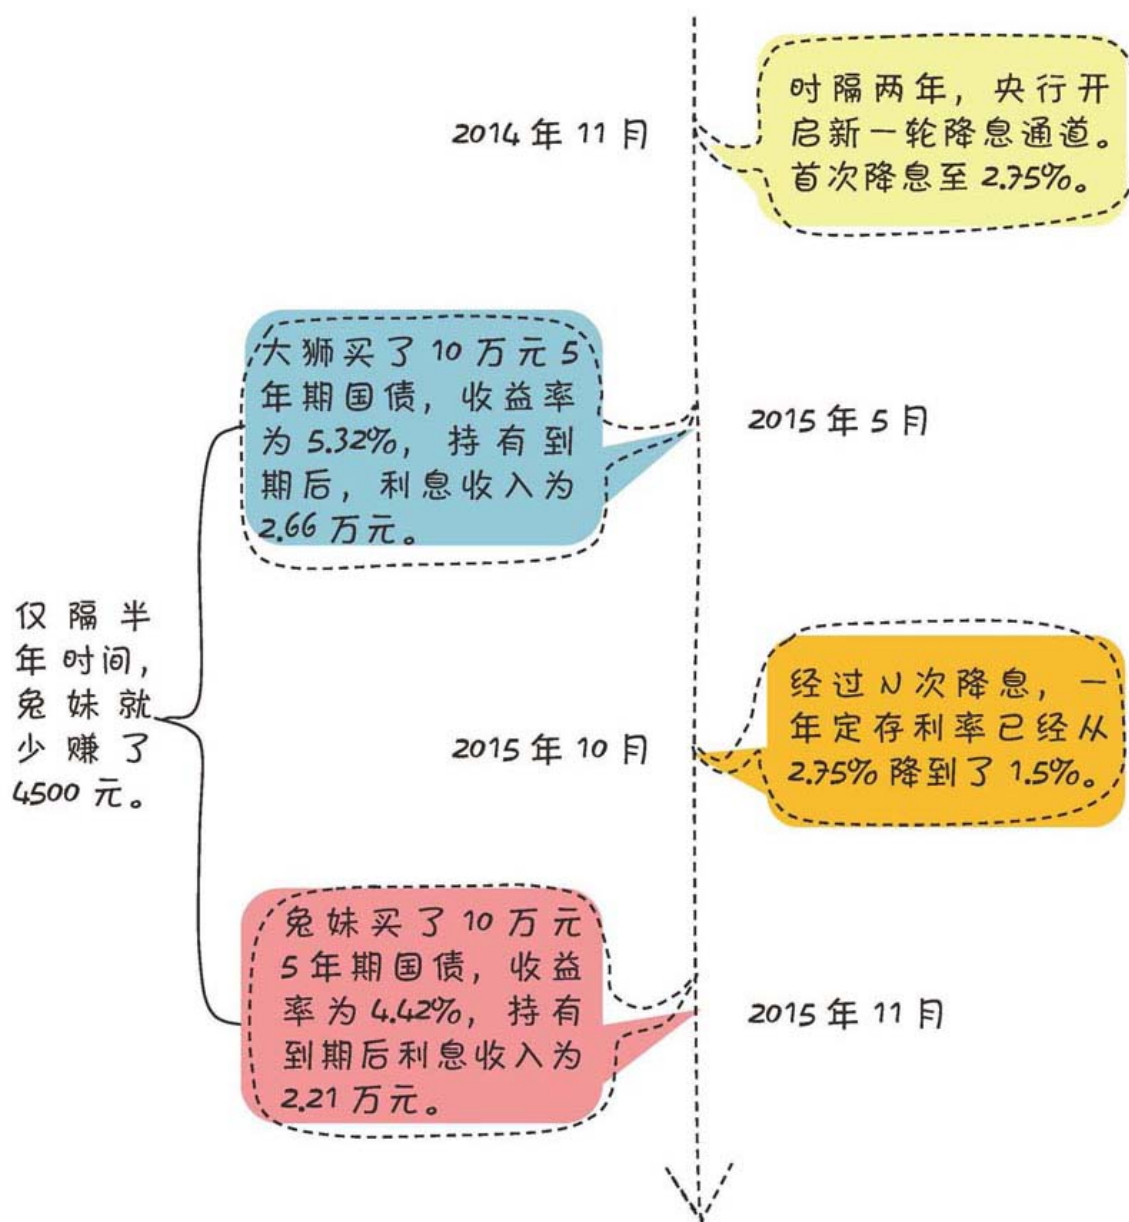 2014 年 11 月
时隔两年，央行开
启新一轮降息通道。
首次降息至 2.75%。
大狮买了 10 万元 5
年期国债，收益率
为 5.32%，持有到
期后，利息收入为
2.66 万元。
2015 年 5 月
仅隔半
年时间，
兔妹就
少赚了
4500 元。
2015 年 10 月
经过 N 次降息，一
年定存利率已经从
2.75% 降到了 1.5%。
兔妹买了 10 万元
5 年期国债，收益
率为 4.42%，持有
到期后利息收入为
2.21 万元。
2015 年 11 月